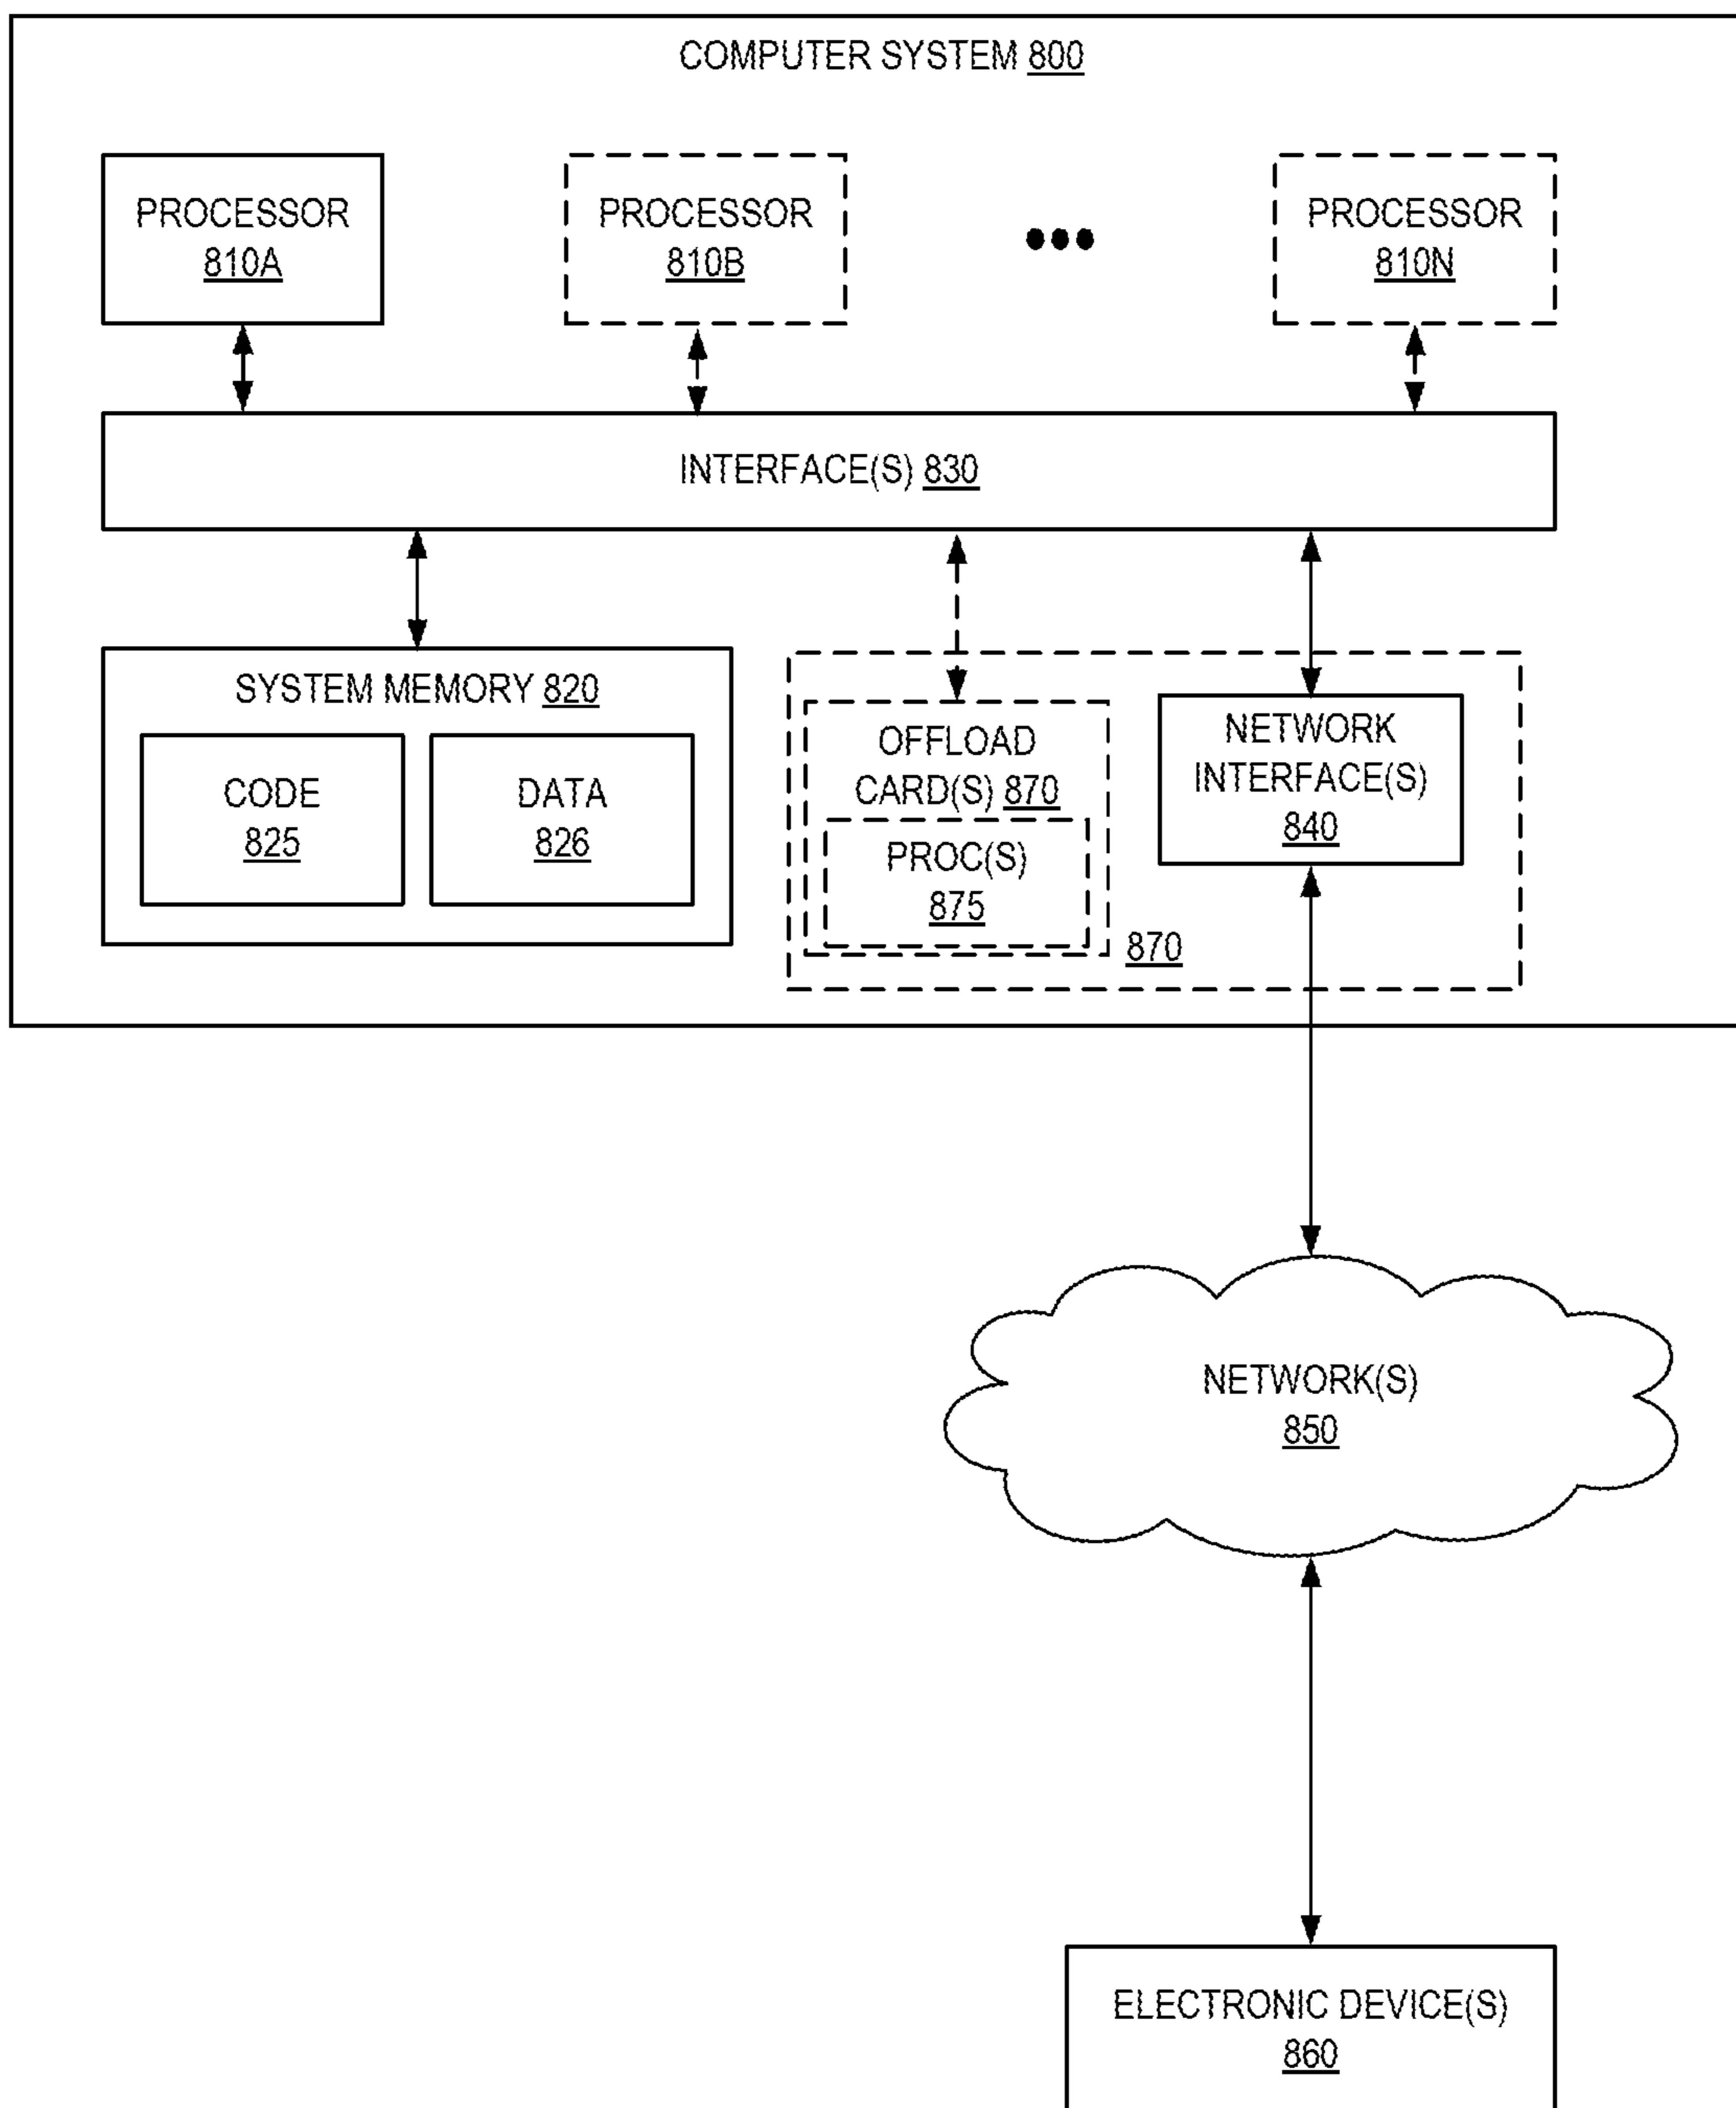 COMPUTER SYSTEM 800
PROCESSOR
810A
PROCESSOR
810B
PROCESSOR
810N
INTERFACE(S) 830
SYSTEM MEMORY 820
CODE
825
DATA
826
OFFLOAD
CARD(S) 870
PROC(S)
875
870
NETWORK
INTERFACE(S)
840
NETWORK(S)
850
ELECTRONIC DEVICE(S)
860